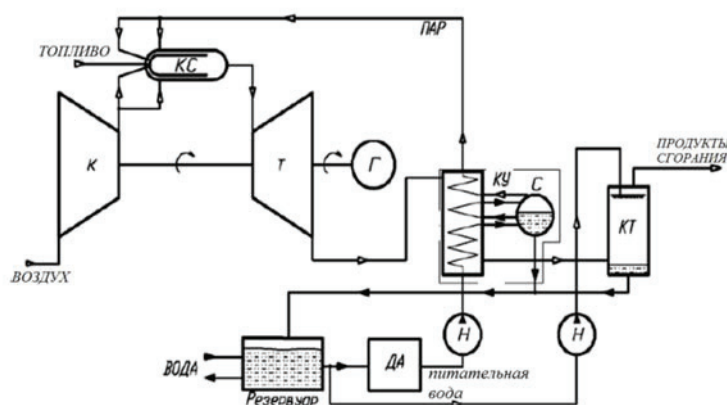 ПАР
ТОПЛИВО
КС
К
Т
Г
ПРОДУКТЫ
СГОРАНИЯ
КУ
С
КТ
ВОЗДУХ
Н
Н
ВОДА
ДА
питательная
вода
Резервуар